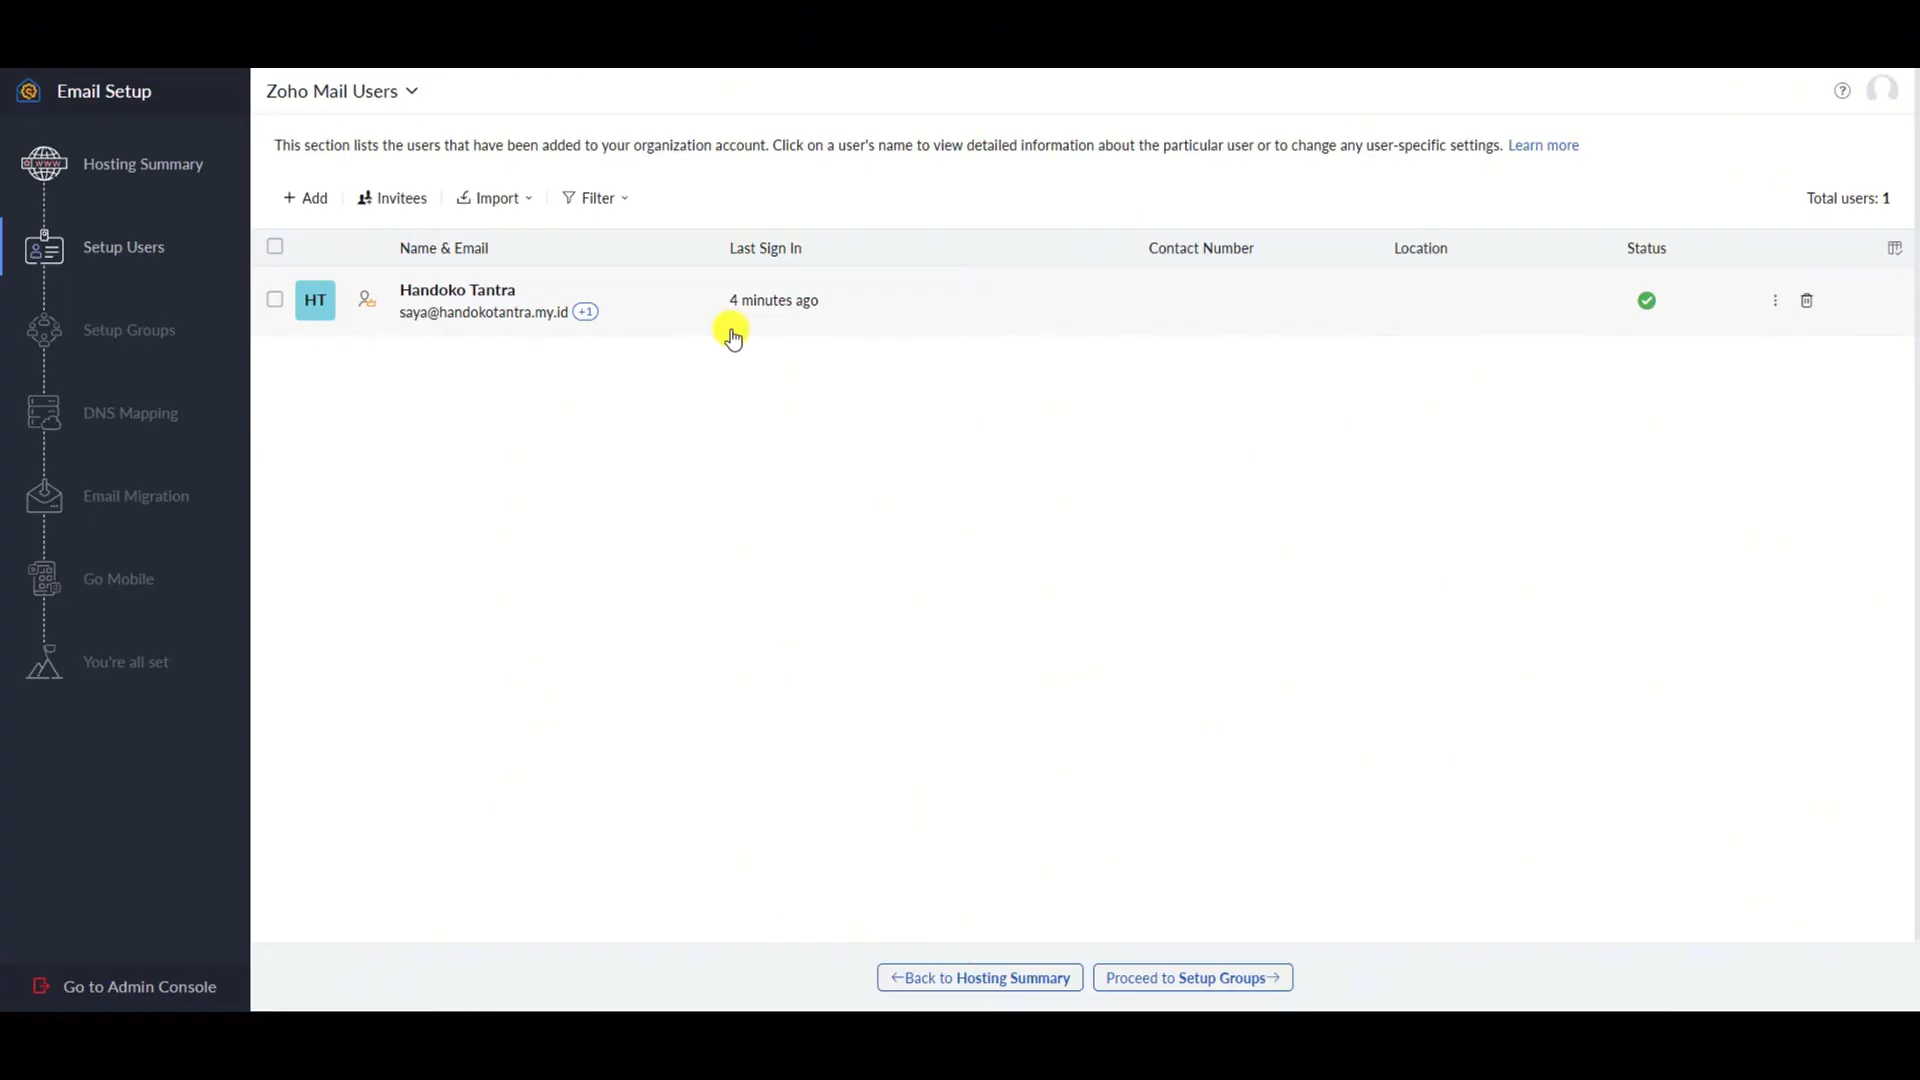 Email Setup
Hosting Summary
Setup Users
Setup Groups
DNS Mapping
Email Migration
Go Mobile
You're all set
Go to Admin Console
Zoho Mail Users
?
This section lists the users that have been added to your organization account. Click on a user's name to view detailed information about the particular user or to change any user-specific settings. Learn more
+ Add Invitees Import Filter Total users: 1
Name & Email Last Sign In Contact Number Location Status
HT Handoko Tantra 4 minutes ago
saya@handokotantra.my.id +1
←Back to Hosting Summary Proceed to Setup Groups→